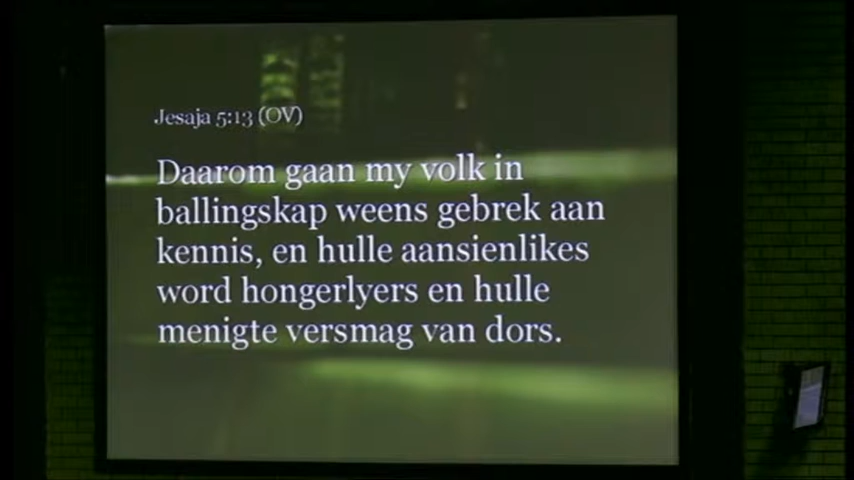 Jesaja 5:13 (OV)
Daarom gaan my volk in
ballingskap weens gebrek aan
kennis, en hulle aansienlikes
word hongerlyers en hulle
menigte versmag van dors.